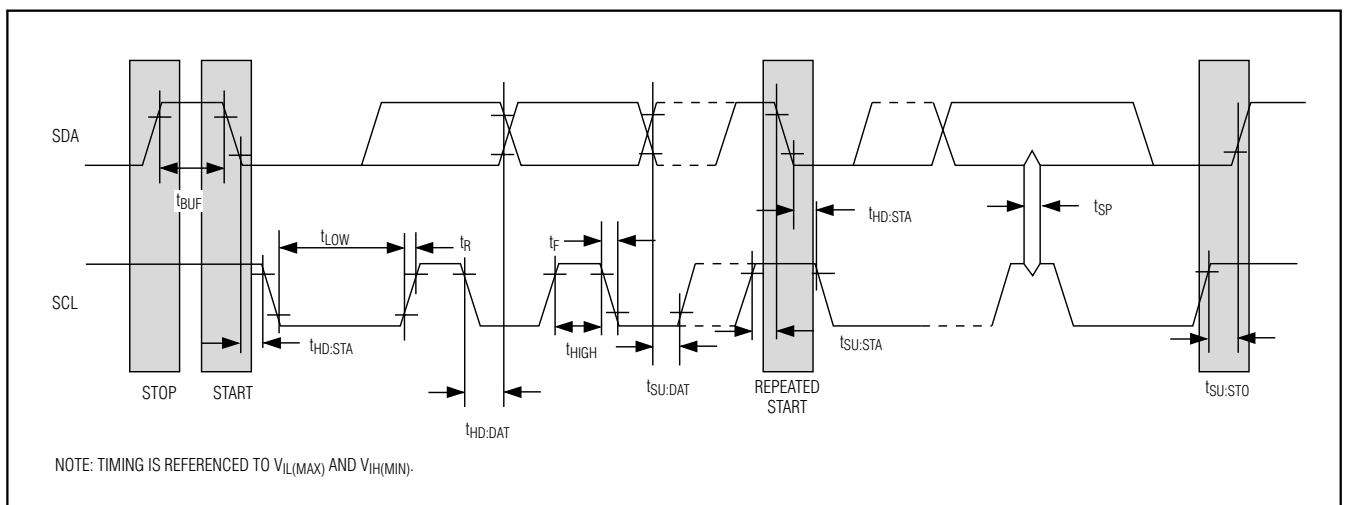 SDA
tBUF
tHD:STA
tSP
tLOW
tR
tF
SCL
tHD:STA
tHIGH
tSU:STA
STOP
START
tSU:DAT
REPEATED
START
tSU:STO
tHD:DAT
NOTE: TIMING IS REFERENCED TO VIL(MAX) AND VIH(MIN).